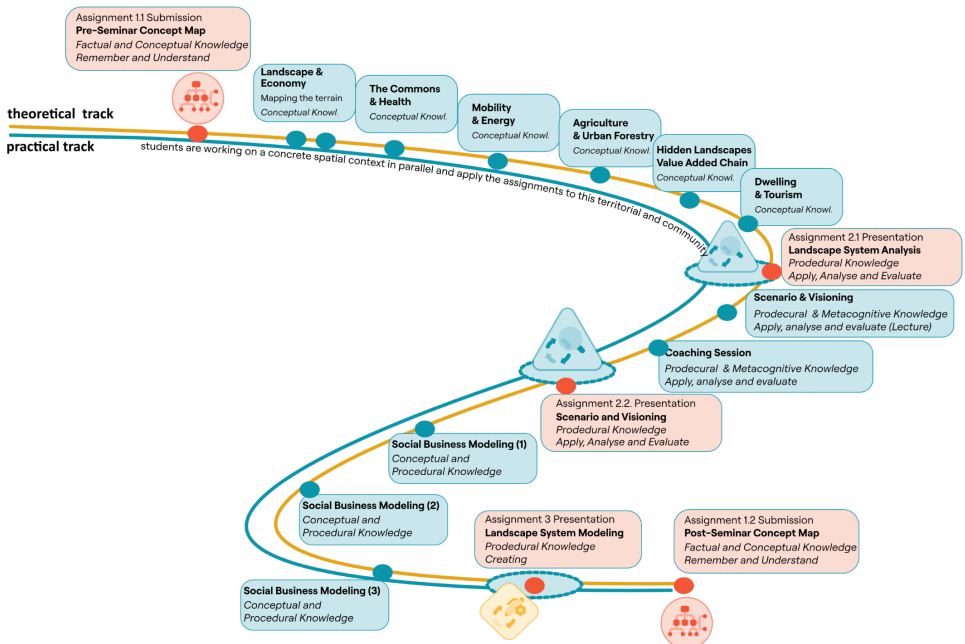 Assignment 1.1 Submission
Pre-Seminar Concept Map
Factual and Conceptual Knowledge
Remember and Understand
Landscape &
Economy
Mapping the terrain
Conceptual Knowl.
The Commons
& Health
Conceptual Knowl.
Mobility
& Energy
Conceptual Knowl.
Agriculture
& Urban Forestry
Conceptual Knowl.
Hidden Landscapes
Value Added Chain
Conceptual Knowl.
Dwelling
& Tourism
Conceptual Knowl.
theoretical track
practical track
students are working on a concrete spatial context in parallel and apply the assignments to this territorial and community
Assignment 2.1 Presentation
Landscape System Analysis
Prodedural Knowledge
Apply, Analyse and Evaluate
Scenario & Visioning
Prodecural & Metacognitive Knowledge
Apply, analyse and evaluate (Lecture)
Coaching Session
Prodecural & Metacognitive Knowledge
Apply, analyse and evaluate
Assignment 2.2. Presentation
Scenario and Visioning
Prodedural Knowledge
Apply, Analyse and Evaluate
Social Business Modeling (1)
Conceptual and
Procedural Knowledge
Social Business Modeling (2)
Conceptual and
Procedural Knowledge
Social Business Modeling (3)
Conceptual and
Procedural Knowledge
Assignment 3 Presentation
Landscape System Modeling
Prodedural Knowledge
Creating
Assignment 1.2 Submission
Post-Seminar Concept Map
Factual and Conceptual Knowledge
Remember and Understand